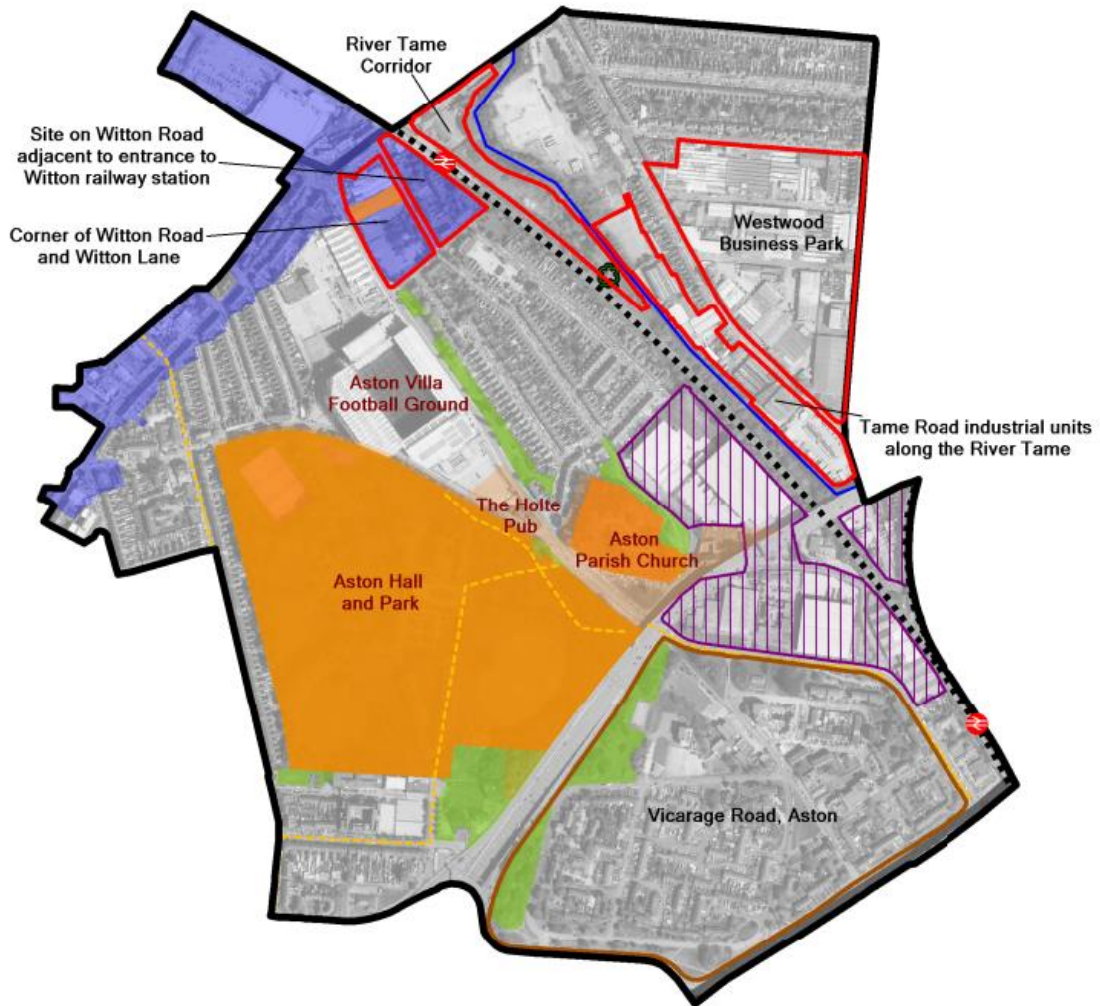 River Tame
Corridor
Site on Witton Road
adjacent to entrance to
Witton railway station
Corner of Witton Road
and Witton Lane
Westwood
Business Park
Aston Villa
Football Ground
Tame Road industrial units
along the River Tame
The Holte
Pub
Aston
Parish Church
Aston Hall
and Park
Vicarage Road, Aston